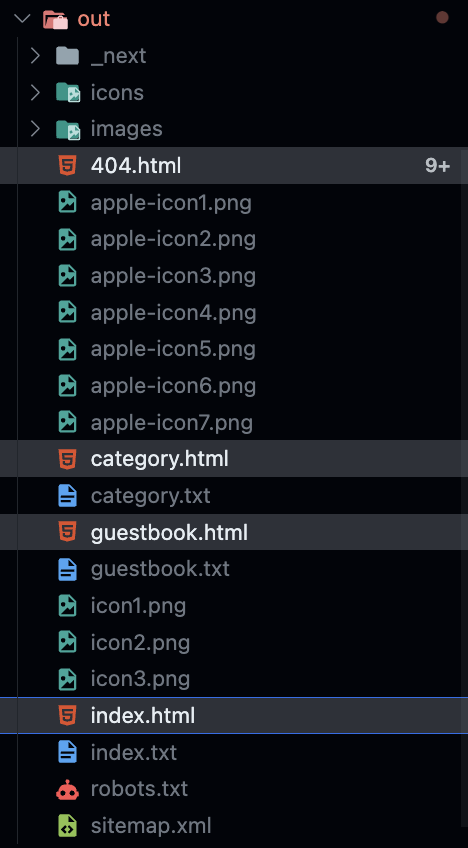 out
_next
icons
images
404.html 9+
apple-icon1.png
apple-icon2.png
apple-icon3.png
apple-icon4.png
apple-icon5.png
apple-icon6.png
apple-icon7.png
category.html
category.txt
guestbook.html
guestbook.txt
icon1.png
icon2.png
icon3.png
index.html
index.txt
robots.txt
sitemap.xml